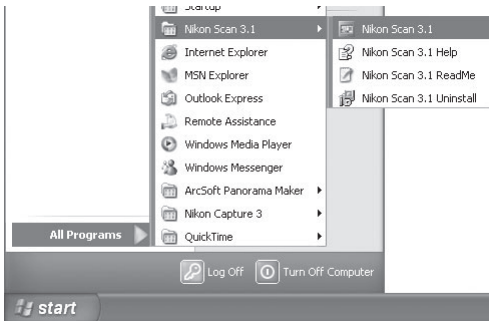 Startup
Nikon Scan 3.1
Internet Explorer
MSN Explorer
Outlook Express
Remote Assistance
Windows Media Player
Windows Messenger
ArcSoft Panorama Maker
Nikon Capture 3
QuickTime
Nikon Scan 3.1
Nikon Scan 3.1 Help
Nikon Scan 3.1 ReadMe
Nikon Scan 3.1 Uninstall
All Programs
Log Off
Turn Off Computer
start